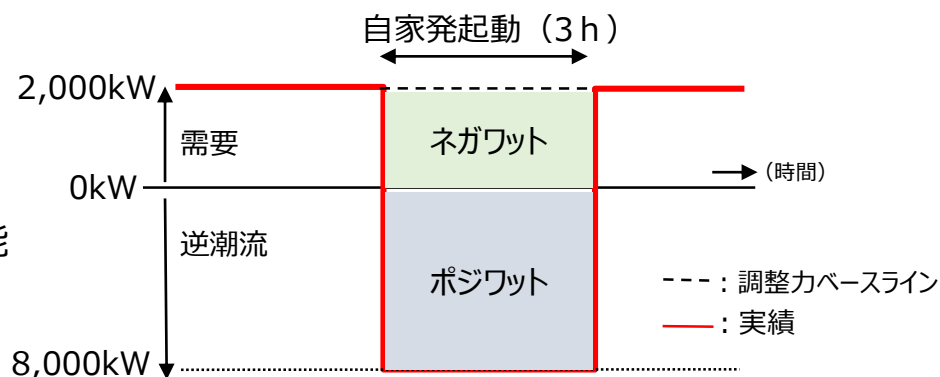 自家発起動（3ｈ）
2,000kW
需要
ネガワット
0kW
(時間)
能
逆潮流
ポジワット
：調整力ベースライン
：実績
8,000kW